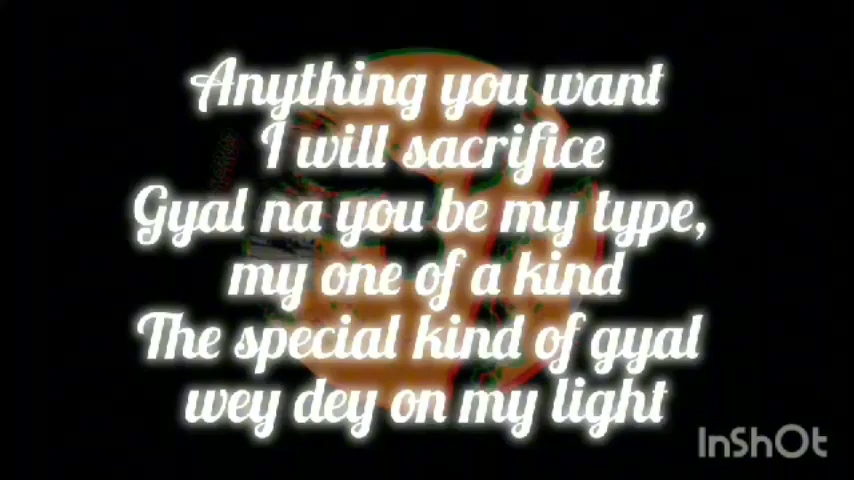 Anything you want
I will sacrifice
Gyal na you be my type,
my one of a kind
The special kind of gyal
wey dey on my light
InShOt